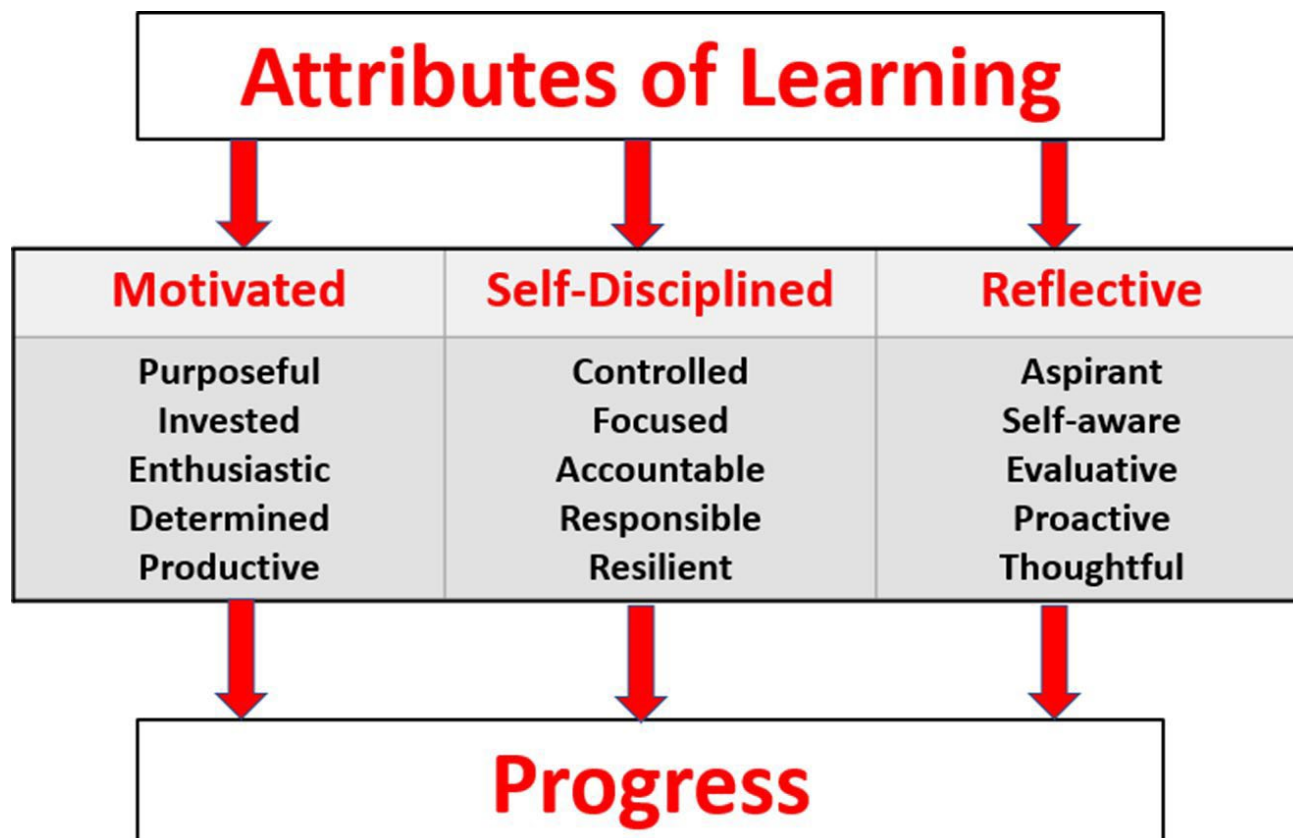 Attributes of Learning
Motivated
Self-Disciplined
Reflective
Purposeful
Invested
Enthusiastic
Determined
Productive
Controlled
Focused
Accountable
Responsible
Resilient
Aspirant
Self-aware
Evaluative
Proactive
Thoughtful
Progress